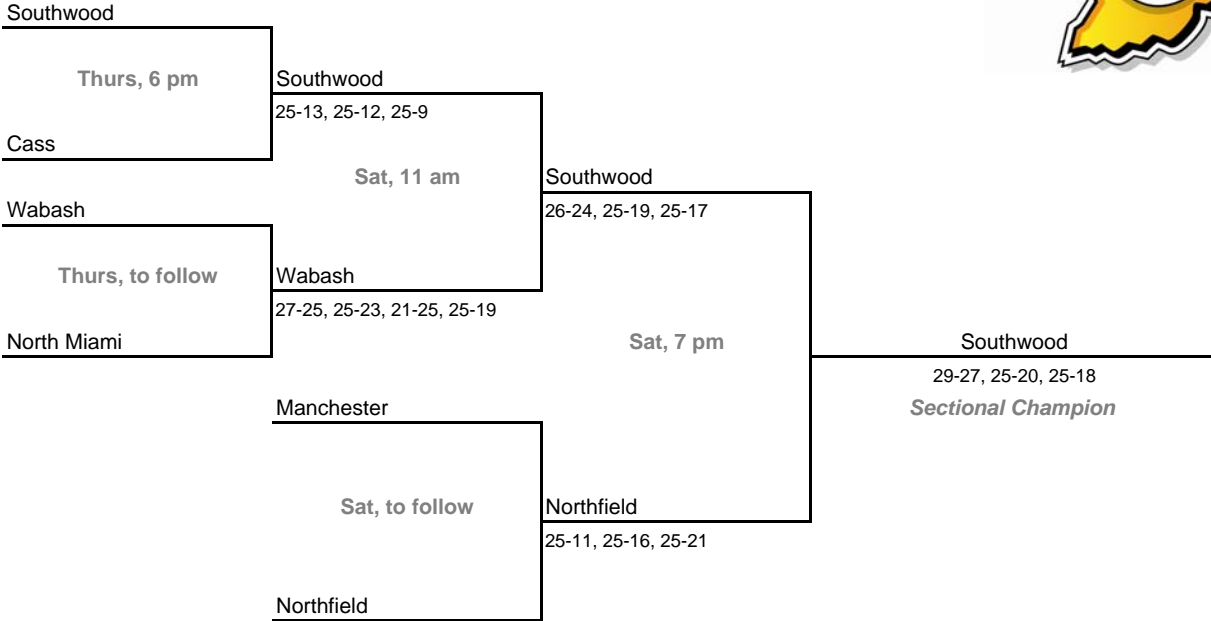 Southwood
Thurs, 6 pm
Southwood
25-13, 25-12, 25-9
Cass
Sat, 11 am
Southwood
Wabash
26-24, 25-19, 25-17
Thurs, to follow
Wabash
27-25, 25-23, 21-25, 25-19
North Miami
Sat, 7 pm
Southwood
29-27, 25-20, 25-18
Manchester
Sectional Champion
Sat, to follow
Northfield
25-11, 25-16, 25-21
Northfield